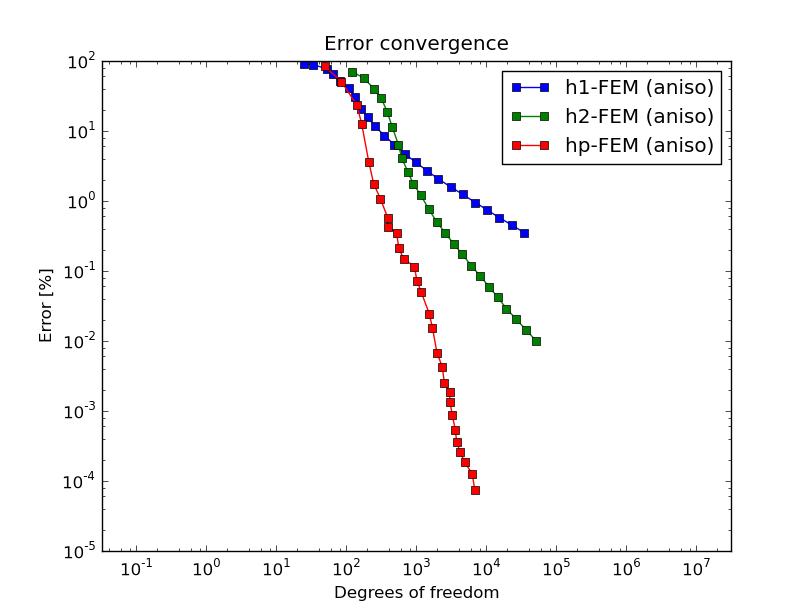 Error convergence
h1-FEM (aniso)
h2-FEM (aniso)
hp-FEM (aniso)
Error [%]
10^2
10^1
10^0
10^-1
10^-2
10^-3
10^-4
10^-5
10^-1 10^0 10^1 10^2 10^3 10^4 10^5 10^6 10^7
Degrees of freedom